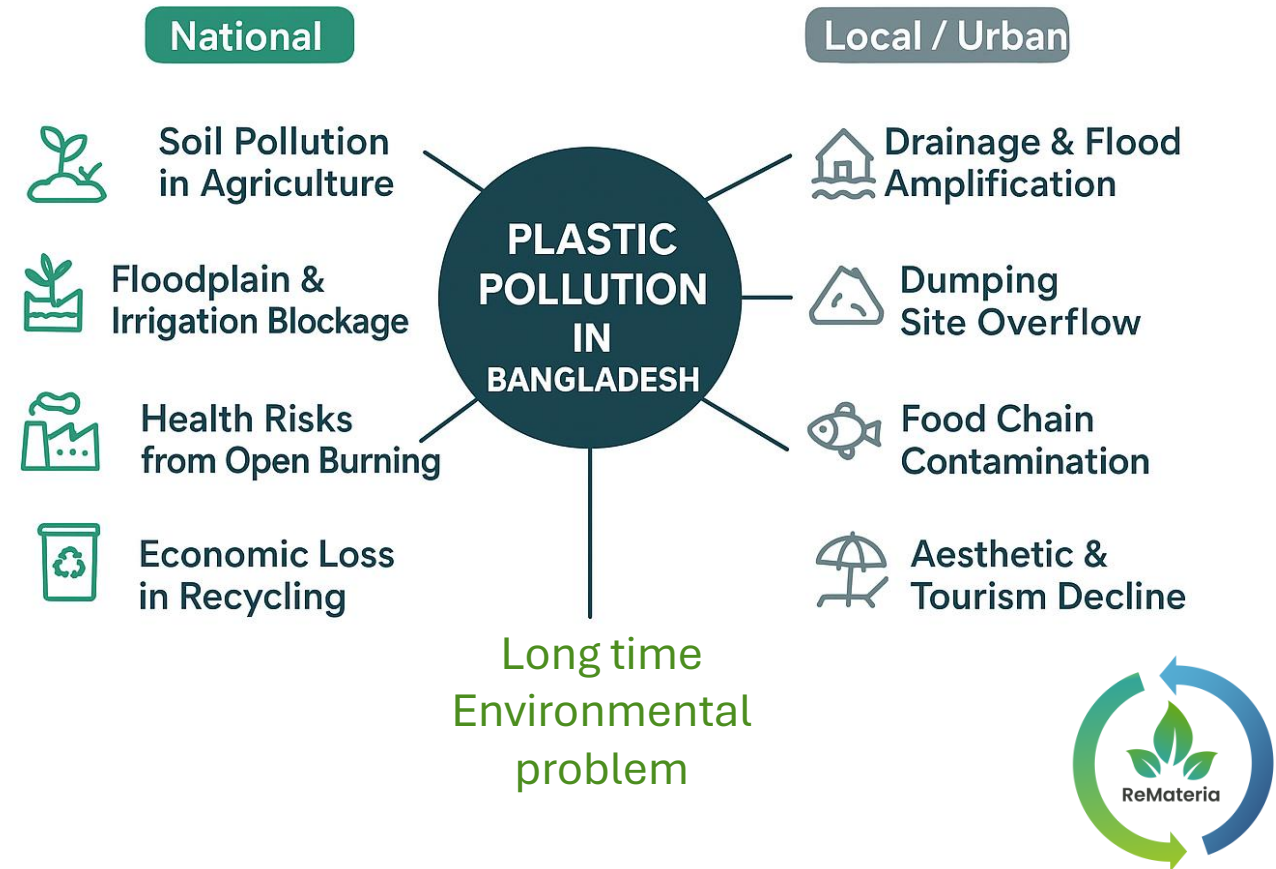 National
Soil Pollution
in Agriculture
Floodplain &
Irrigation Blockage
Health Risks
from Open Burning
Economic Loss
in Recycling
PLASTIC
POLLUTION
IN
BANGLADESH
Long time
Environmental
problem
Local / Urban
Drainage & Flood
Amplification
Dumping
Site Overflow
Food Chain
Contamination
Aesthetic &
Tourism Decline
ReMateria